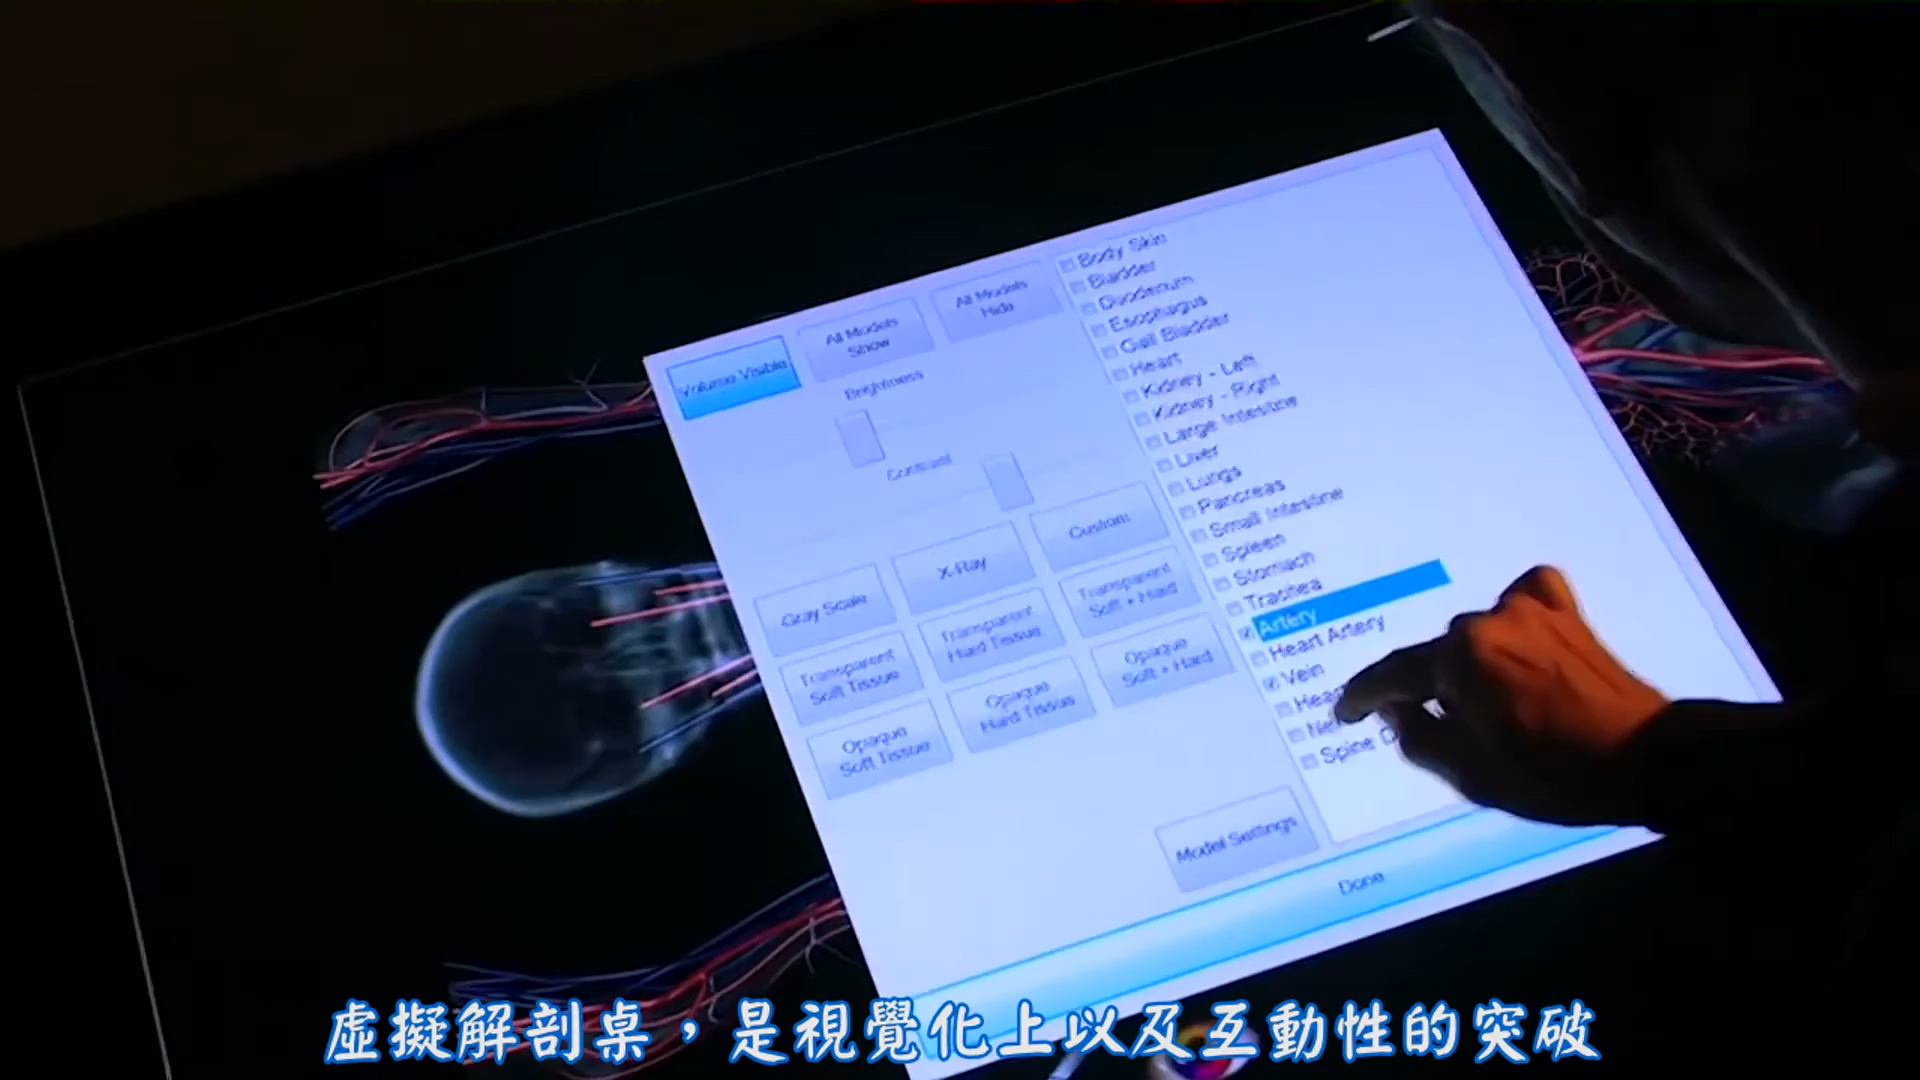 Volume Visible
All Models
Show
All Models
Hide
Brightness
Contrast
Gray Scale
X-Ray
Custom
Transparent
Soft Tissue
Transparent
Hard Tissue
Transparent
Soft + Hard
Opaque
Soft Tissue
Opaque
Hard Tissue
Opaque
Soft + Hard
Model Settings
Body Skin
Bladder
Duodenum
Esophagus
Gall Bladder
Heart
Kidney - Left
Kidney - Right
Large Intestine
Liver
Lungs
Pancreas
Small Intestine
Spleen
Stomach
Trachea
Artery
Heart Artery
Vein
Spine
Done
虛擬解剖桌，是視覺化上以及互動性的突破